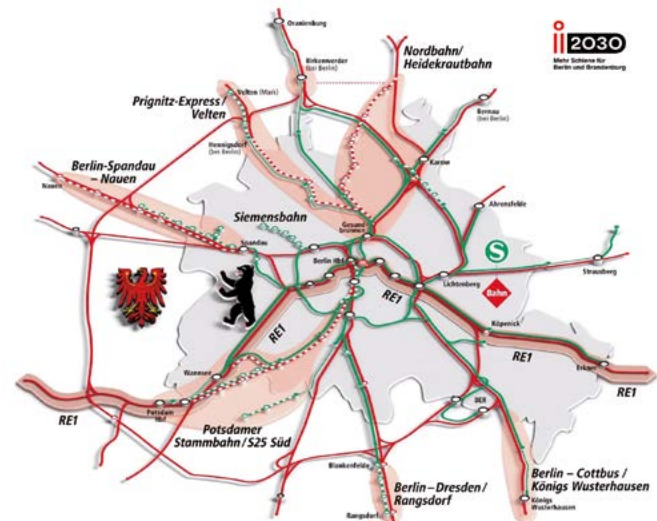 Oranienburg
i2030
Mehr Schiene für
Berlin und Brandenburg
Nordbahn/
Heidekrautbahn
Birkenwerder
(bei Berlin)
Prignitz-Express/
Velten
Velten (Mark)
Bernau
(bei Berlin)
Hennigsdorf
(bei Berlin)
Karow
Berlin-Spandau
– Nauen
Nauen
Ahrensfelde
Siemensbahn
Gesund
brunnen
Spandau
Berlin Hbf
S
Strausberg
Lichtenberg
Bahn
RE1
RE1
Köpenick
RE1
Erkner
RE1
Wannsee
Potsdam
Hbf
RE1
BER
Potsdamer
Stammbahn/S25 Süd
Blankenfelde
Berlin – Dresden/
Rangsdorf
Rangsdorf
Berlin – Cottbus/
Königs Wusterhausen
Königs
Wusterhausen